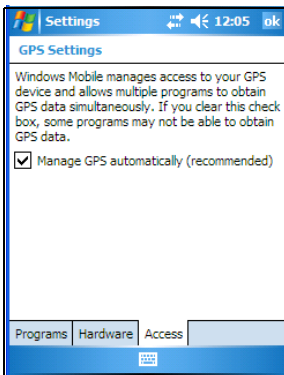 Settings 12:05 ok
GPS Settings
Windows Mobile manages access to your GPS
device and allows multiple programs to obtain
GPS data simultaneously. If you clear this check
box, some programs may not be able to obtain
GPS data.
Manage GPS automatically (recommended)
Programs Hardware Access